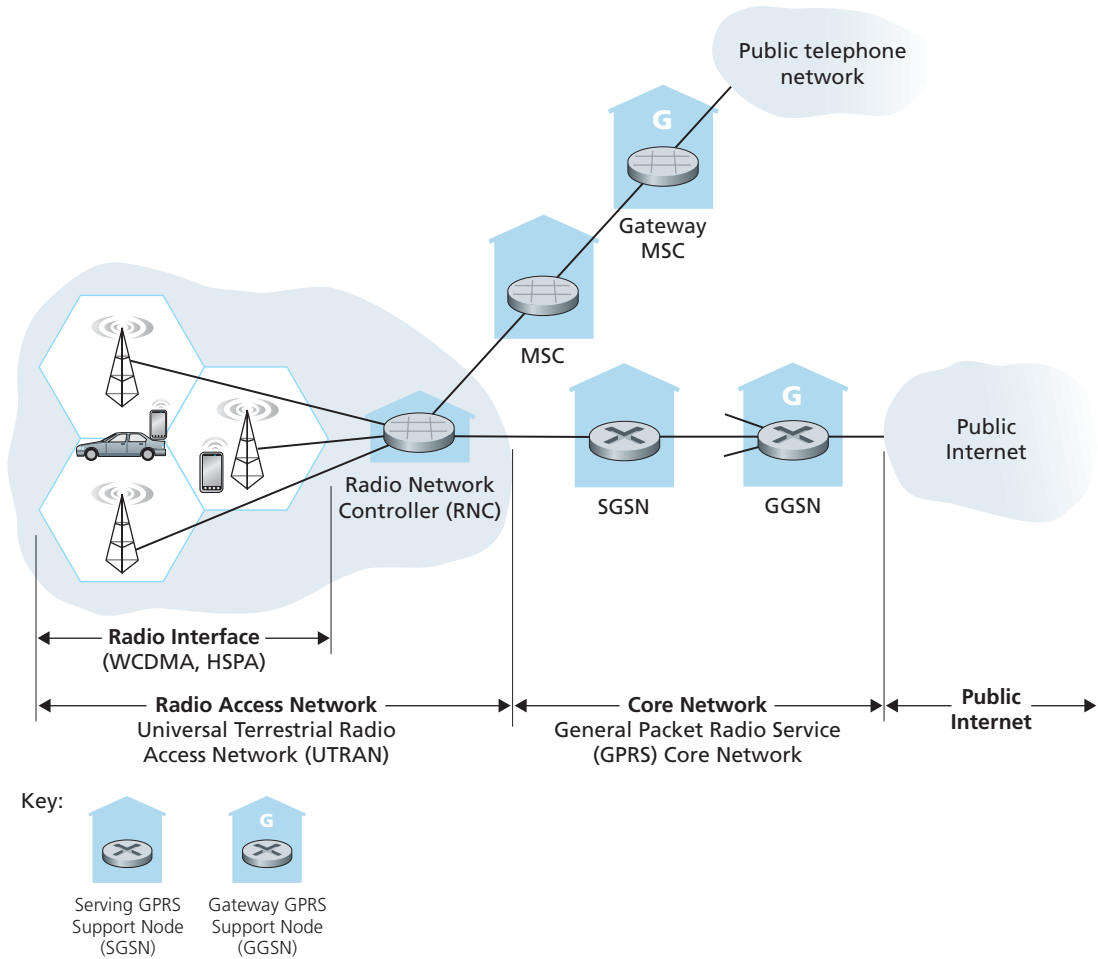 Public telephone
network
G
Gateway
MSC
MSC
G
Public
Internet
Radio Network
Controller (RNC)
SGSN
GGSN
Radio Interface
(WCDMA, HSPA)
Radio Access Network
Universal Terrestrial Radio
Access Network (UTRAN)
Core Network
General Packet Radio Service
(GPRS) Core Network
Public
Internet
Key:
G
Serving GPRS
Support Node
(SGSN)
Gateway GPRS
Support Node
(GGSN)